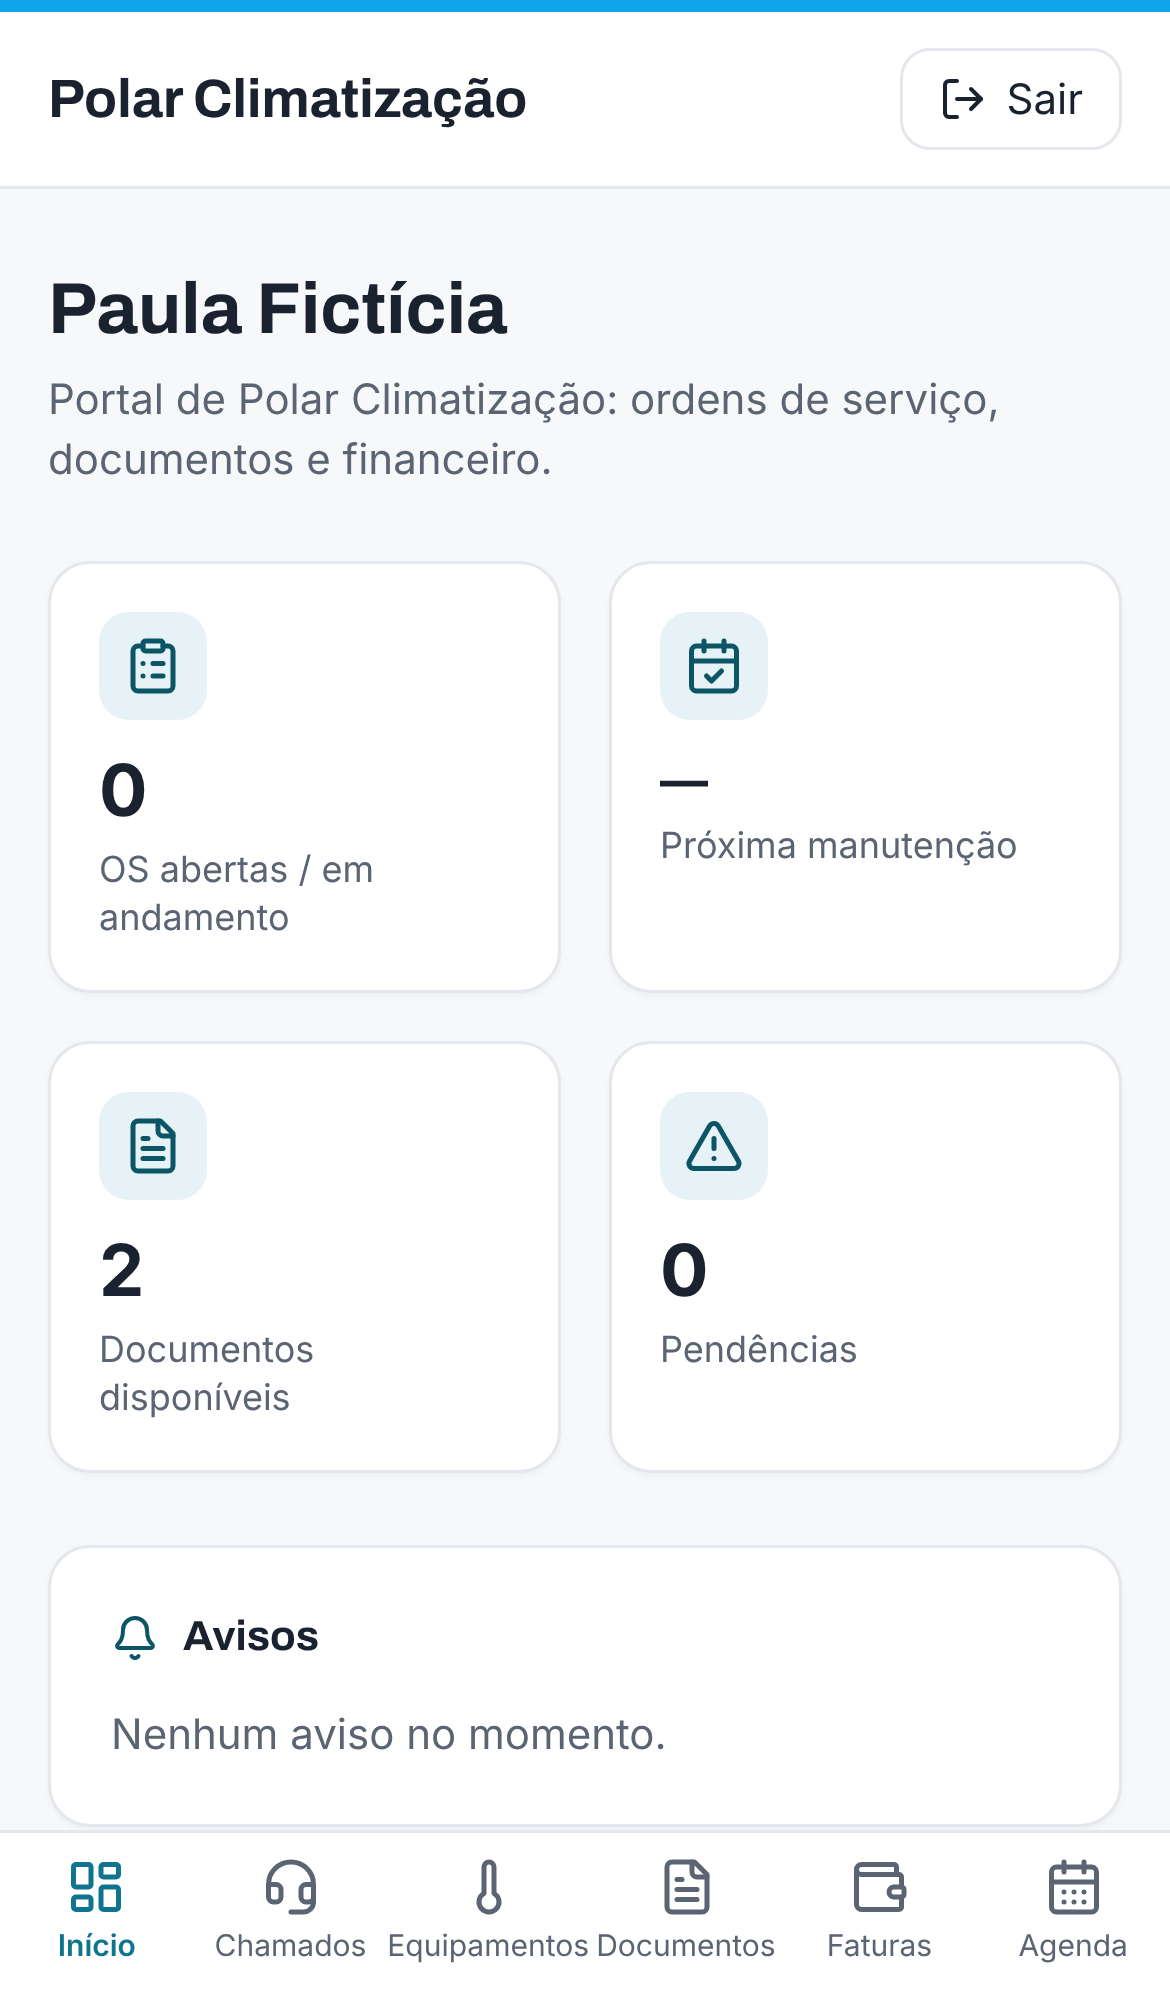 Polar Climatização
Sair
Paula Fictícia
Portal de Polar Climatização: ordens de serviço,
documentos e financeiro.
0
OS abertas / em
andamento
—
Próxima manutenção
2
Documentos
disponíveis
0
Pendências
Avisos
Nenhum aviso no momento.
Início
Chamados
Equipamentos
Documentos
Faturas
Agenda